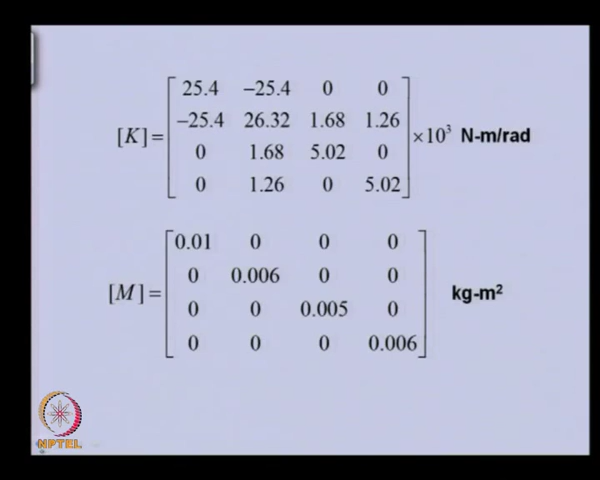 [K] = [ 25.4 −25.4 0 0
−25.4 26.32 1.68 1.26
0 1.68 5.02 0
0 1.26 0 5.02 ] ×10³ N-m/rad
[M] = [ 0.01 0 0 0
0 0.006 0 0
0 0 0.005 0
0 0 0 0.006 ] kg-m²
NPTEL